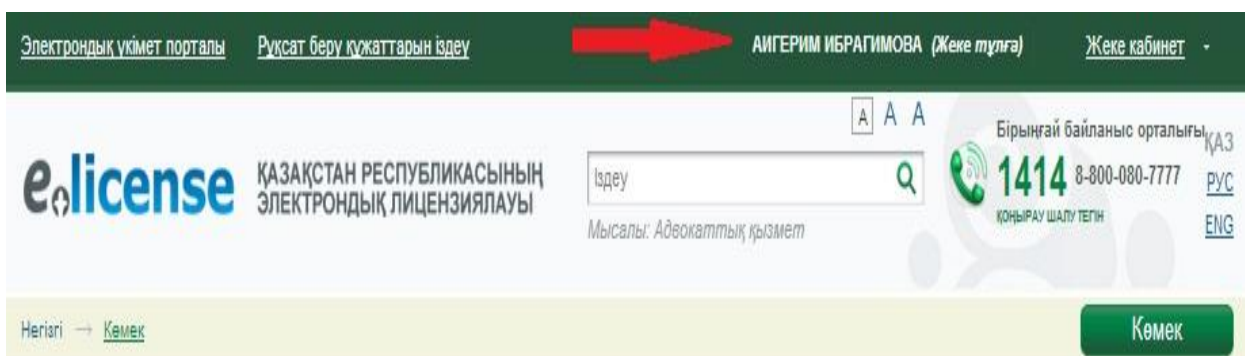 Электрондық үкімет порталы Рұқсат беру құжаттарын іздеу АИГЕРИМ ИБРАГИМОВА (Жеке тұлға) Жеке кабинет
A A A
Бірыңғай байланыс орталығы
ҚАЗ
e.license ҚАЗАҚСТАН РЕСПУБЛИКАСЫНЫҢ
ЭЛЕКТРОНДЫҚ ЛИЦЕНЗИЯЛАУЫ
Іздеу
1414 8-800-080-7777
РУС
Мысалы: Адвокаттық қызмет
ҚОҢЫРАУ ШАЛУ ТЕГІН
ENG
Негізгі → Көмек
Көмек